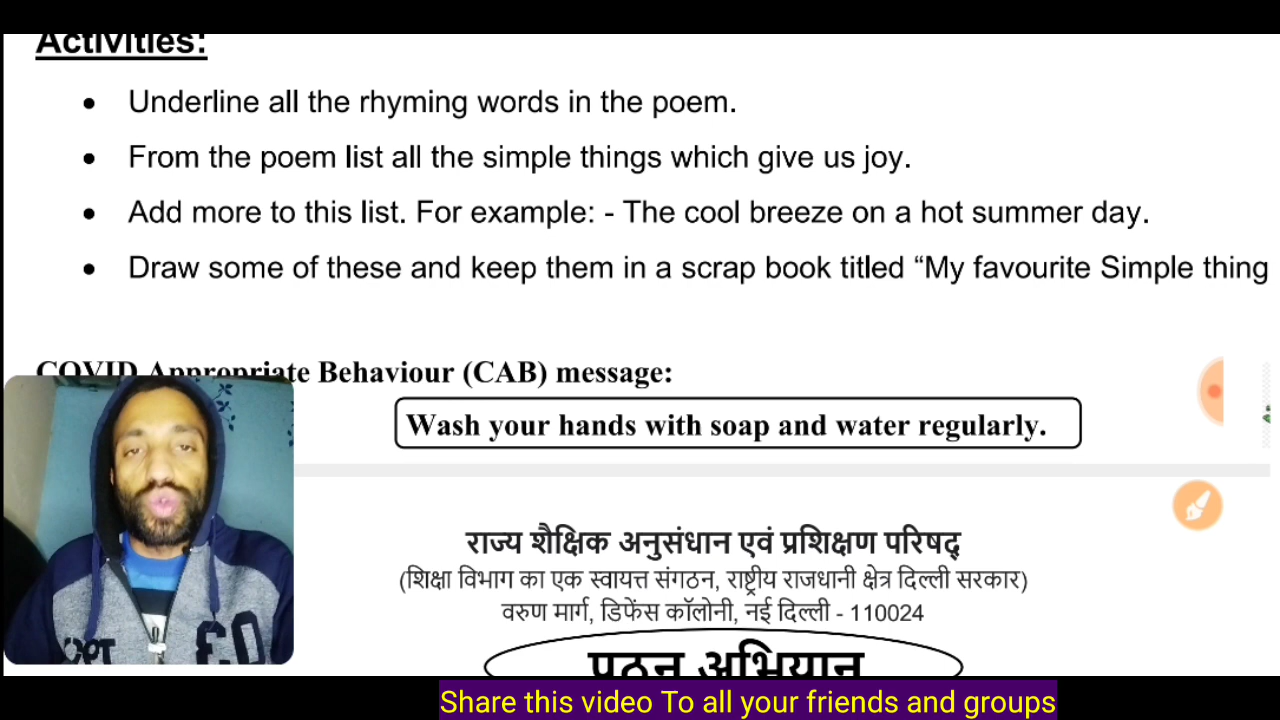 Activities:
• Underline all the rhyming words in the poem.
• From the poem list all the simple things which give us joy.
• Add more to this list. For example: - The cool breeze on a hot summer day.
• Draw some of these and keep them in a scrap book titled “My favourite Simple thing
COVID Appropriate Behaviour (CAB) message:
Wash your hands with soap and water regularly.
राज्य शैक्षिक अनुसंधान एवं प्रशिक्षण परिषद्
(शिक्षा विभाग का एक स्वायत्त संगठन, राष्ट्रीय राजधानी क्षेत्र दिल्ली सरकार)
वरुण मार्ग, डिफेंस कॉलोनी, नई दिल्ली - 110024
पठन अभियान
Share this video To all your friends and groups